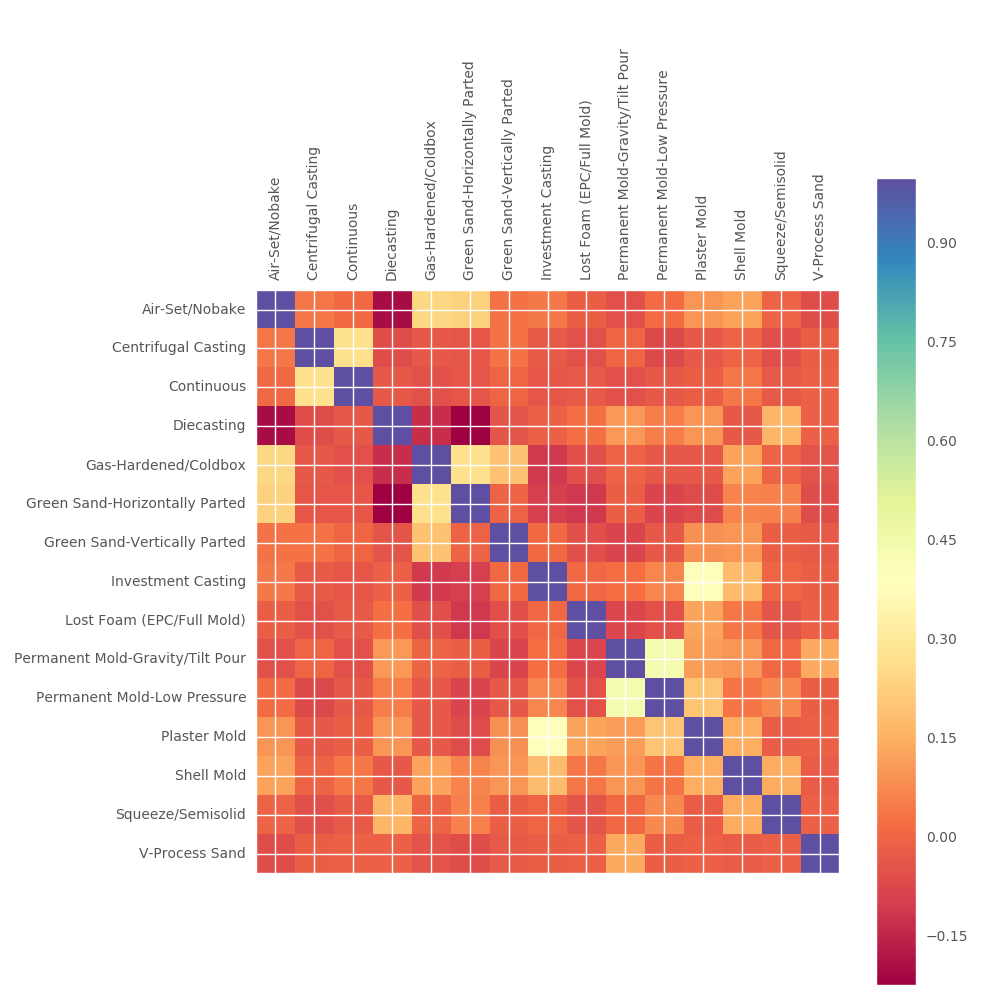 Air-Set/Nobake
Centrifugal Casting
Continuous
Diecasting
Gas-Hardened/Coldbox
Green Sand-Horizontally Parted
Green Sand-Vertically Parted
Investment Casting
Lost Foam (EPC/Full Mold)
Permanent Mold-Gravity/Tilt Pour
Permanent Mold-Low Pressure
Plaster Mold
Shell Mold
Squeeze/Semisolid
V-Process Sand
Air-Set/Nobake
Centrifugal Casting
Continuous
Diecasting
Gas-Hardened/Coldbox
Green Sand-Horizontally Parted
Green Sand-Vertically Parted
Investment Casting
Lost Foam (EPC/Full Mold)
Permanent Mold-Gravity/Tilt Pour
Permanent Mold-Low Pressure
Plaster Mold
Shell Mold
Squeeze/Semisolid
V-Process Sand
0.90
0.75
0.60
0.45
0.30
0.15
0.00
−0.15